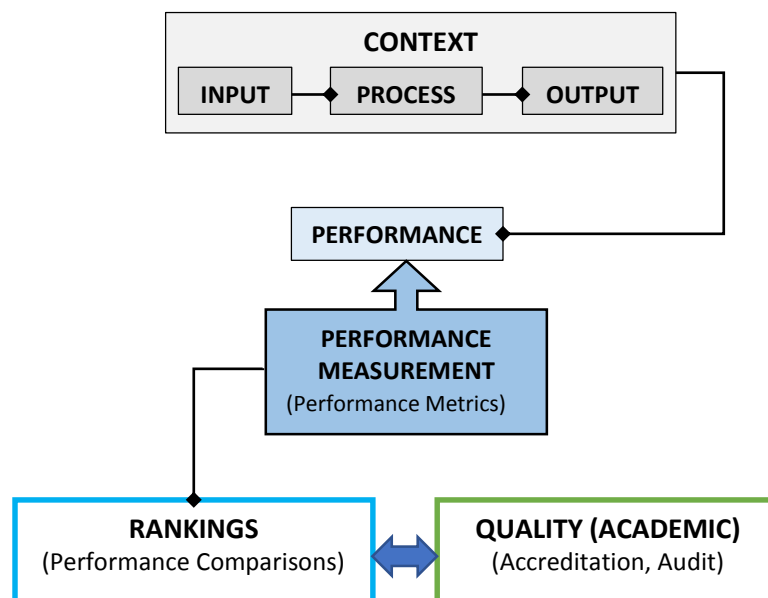 CONTEXT
INPUT
PROCESS
OUTPUT
PERFORMANCE
PERFORMANCE
MEASUREMENT
(Performance Metrics)
RANKINGS
(Performance Comparisons)
QUALITY (ACADEMIC)
(Accreditation, Audit)